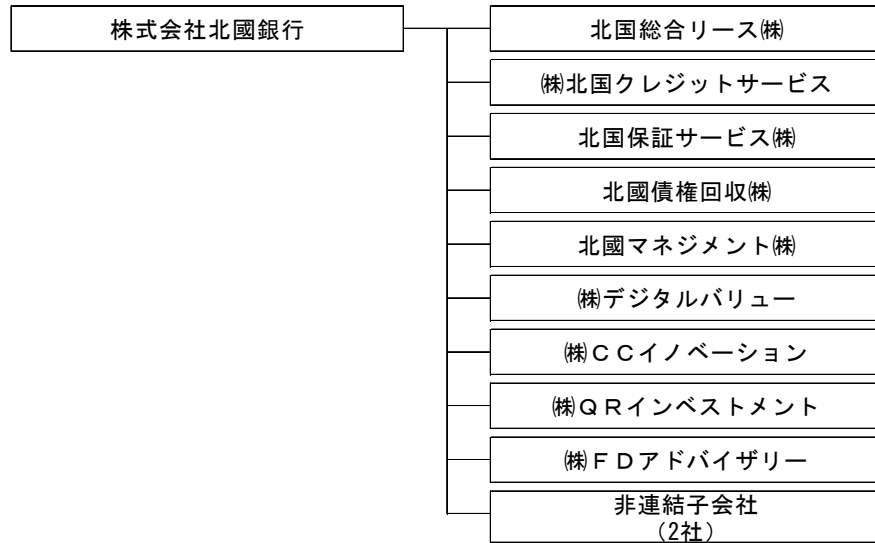 株式会社北國銀行
北国総合リース㈱
㈱北国クレジットサービス
北国保証サービス㈱
北國債権回収㈱
北國マネジメント㈱
㈱デジタルバリュー
㈱ＣＣイノベーション
㈱ＱＲインベストメント
㈱ＦＤアドバイザリー
非連結子会社
（2社）